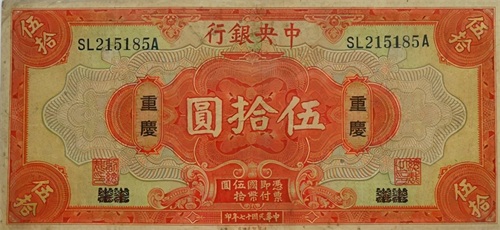 伍拾
伍拾
中央銀行
SL215185A
SL215185A
重慶
伍拾圓
重慶
憑票
即付
國幣
伍拾
圓
伍拾
伍拾
中華民國十七年印